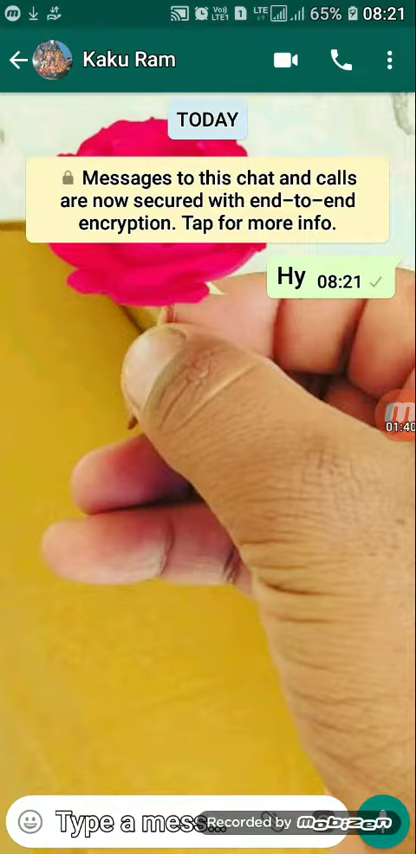 65% 08:21
Kaku Ram
TODAY
Messages to this chat and calls
are now secured with end-to-end
encryption. Tap for more info.
Hy 08:21
01:40
Type a mess...
Recorded by MOBIZEN